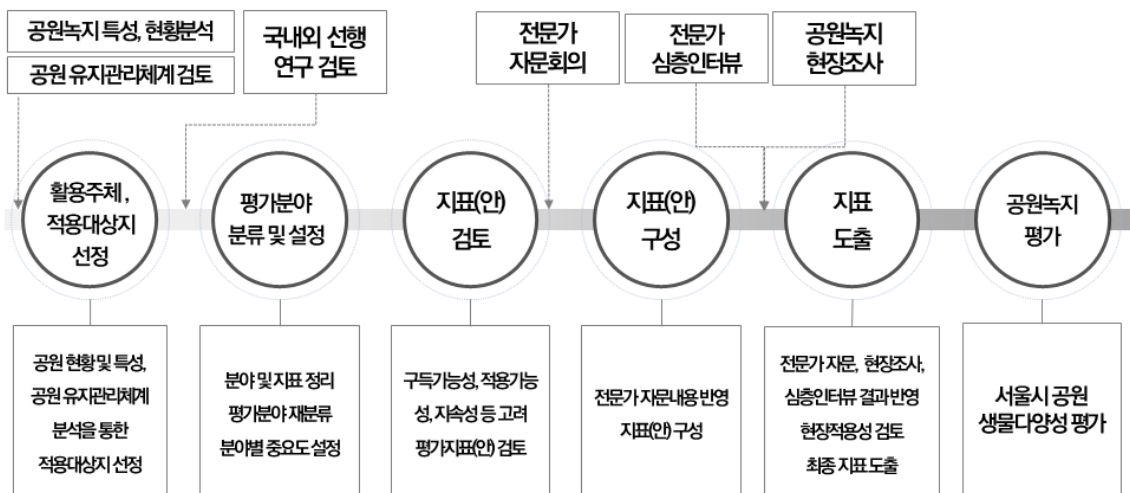 공원녹지 특성, 현황분석
공원 유지관리체계 검토
국내외 선행
연구 검토
전문가
자문회의
전문가
심층인터뷰
공원녹지
현장조사
활용주체,
적용대상지
선정
평가분야
분류 및 설정
지표(안)
검토
지표(안)
구성
지표
도출
공원녹지
평가
공원 현황 및 특성,
공원 유지관리체계
분석을 통한
적용대상지 선정
분야 및 지표 정리
평가분야 재분류
분야별 중요도 설정
구득가능성, 적용가능
성, 지속성 등 고려
평가지표(안) 검토
전문가 자문내용 반영
지표(안) 구성
전문가 자문, 현장조사,
심층인터뷰 결과 반영
현장적용성 검토
최종 지표 도출
서울시 공원
생물다양성 평가